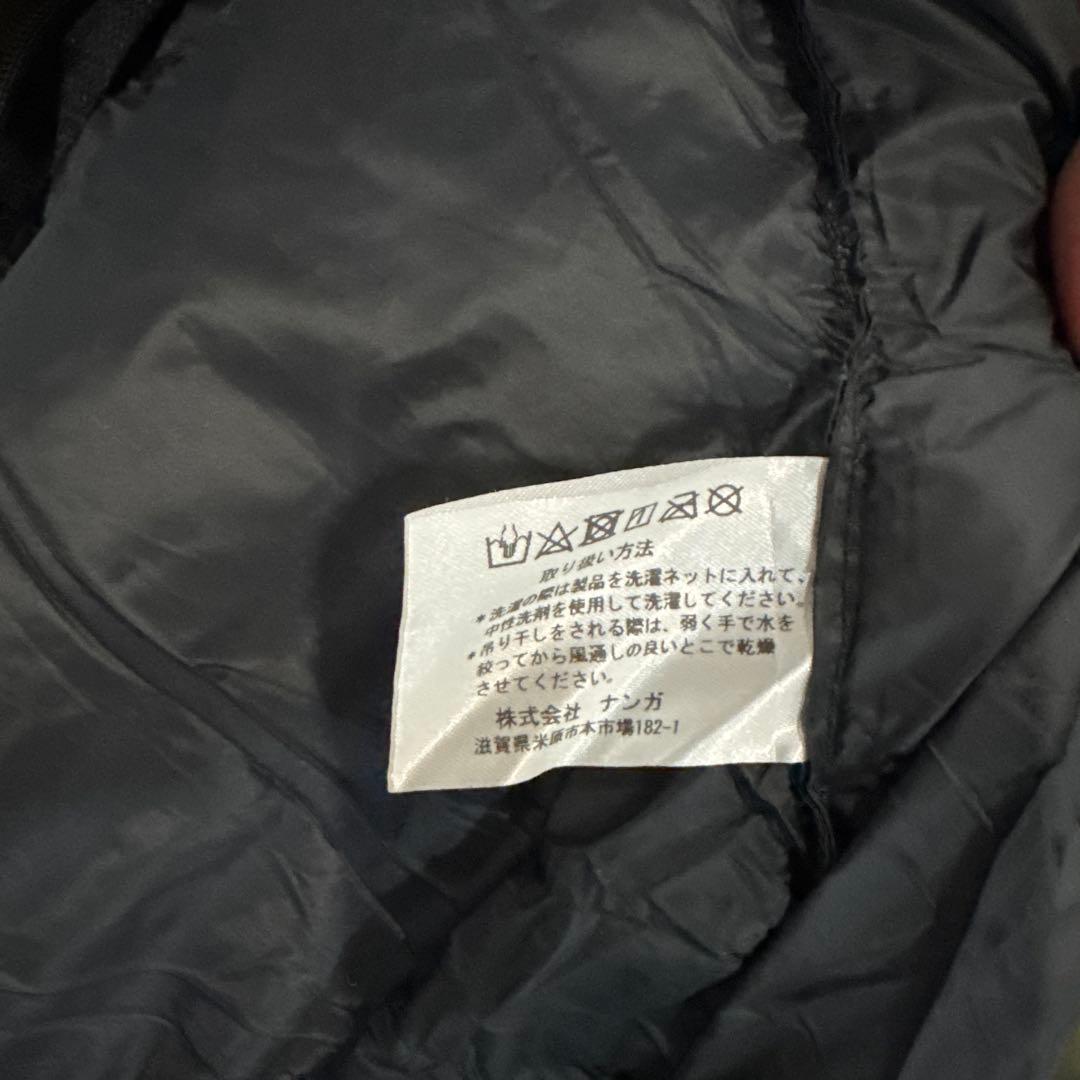 取り扱い方法
*洗濯の際は製品を洗濯ネットに入れて、
中性洗剤を使用して洗濯してください。
*吊り干しをされる際は、弱く手で水を
絞ってから風通しの良いとこで乾燥
させてください。
株式会社 ナンガ
滋賀県米原市本市場182-1